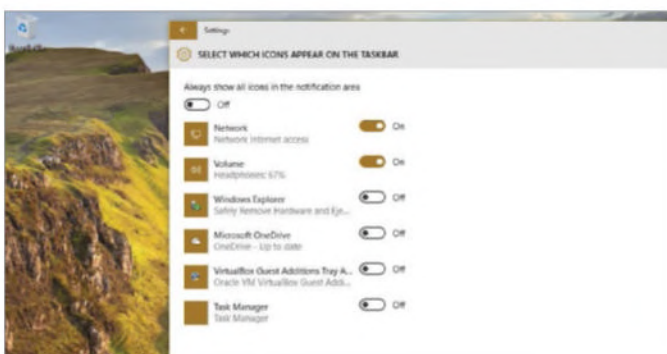 Settings
SELECT WHICH ICONS APPEAR ON THE TASKBAR
Always show all icons in the notification area
Off
Network
On
Network Internet access
Volume
On
Headphones: 67%
Windows Explorer
Off
Safely Remove Hardware and Eje...
Microsoft OneDrive
Off
OneDrive - Up to date
VirtualBox Guest Additions Tray A...
Off
Oracle VM VirtualBox Guest Addi...
Task Manager
Off
Task Manager